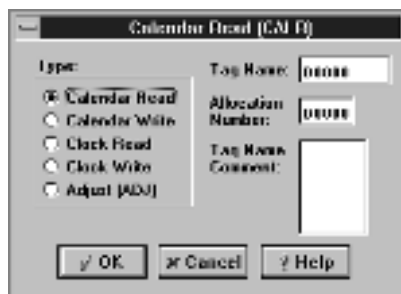 Calendar Read (CALR)
Type:
Calendar Read
Calendar Write
Clock Read
Clock Write
Adjust (ADJ)
Tag Name:
Allocation
Number:
Tag Name
Comment:
OK
Cancel
? Help